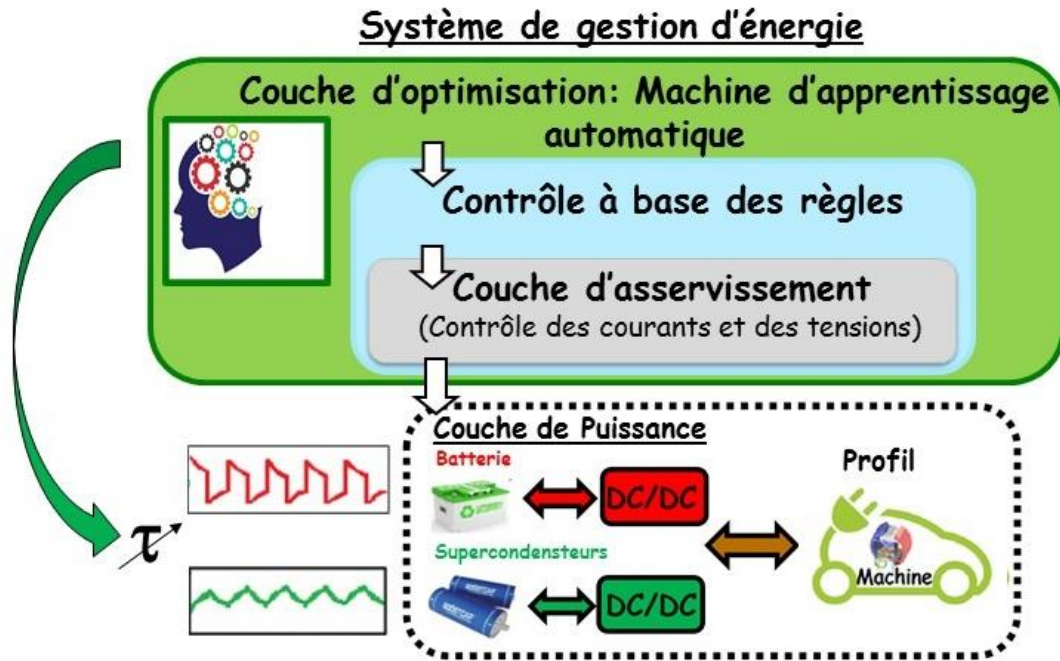 Système de gestion d'énergie
Couche d'optimisation: Machine d'apprentissage
automatique
Contrôle à base des règles
Couche d'asservissement
(Contrôle des courants et des tensions)
Couche de Puissance
Batterie
DC/DC
Profil
τ
Supercondensteurs
DC/DC
Machine